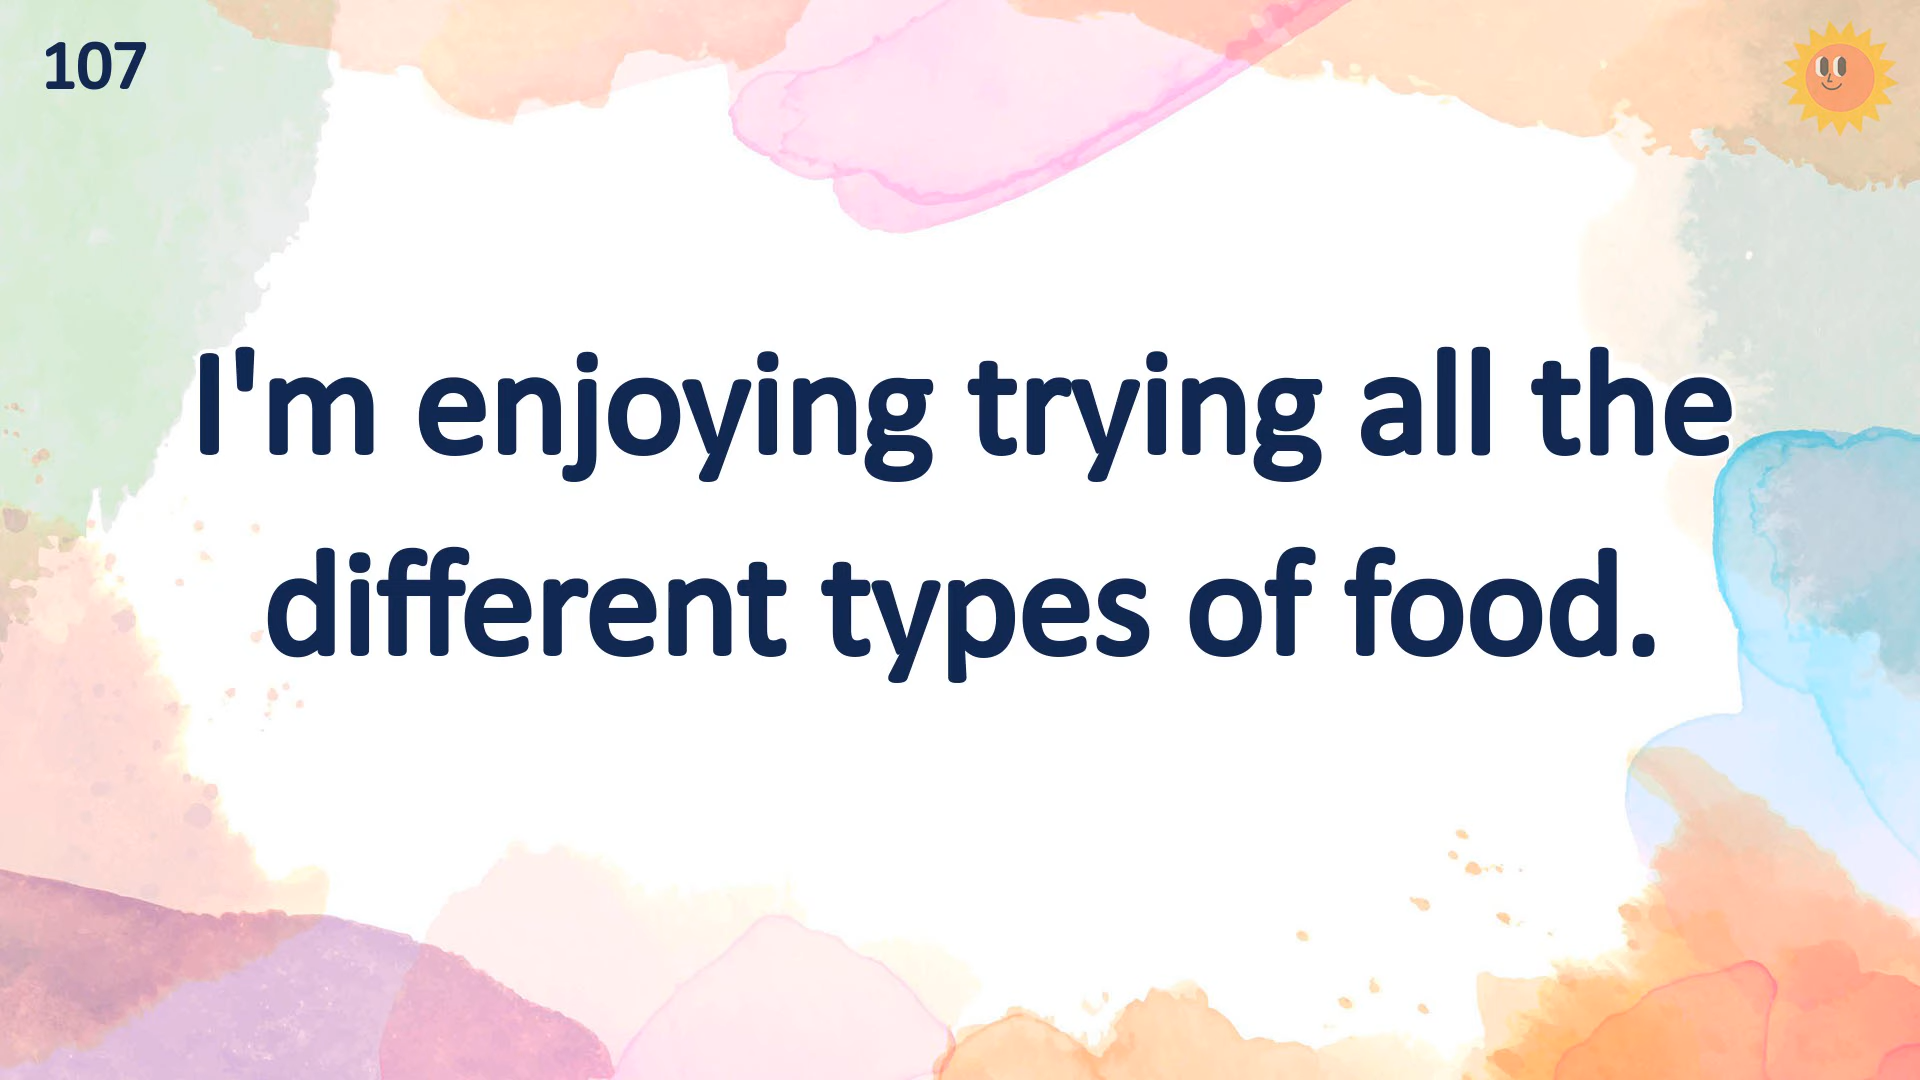 107
I'm enjoying trying all the
different types of food.